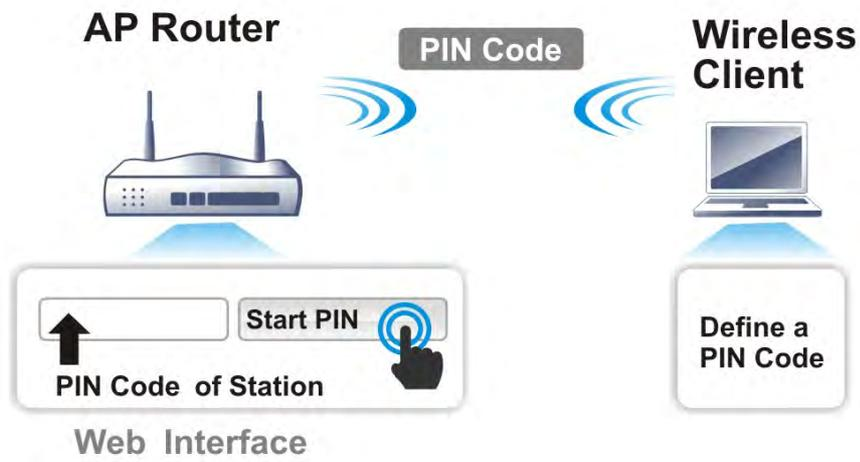 AP Router
PIN Code
Wireless
Client
Start PIN
PIN Code of Station
Web Interface
Define a
PIN Code